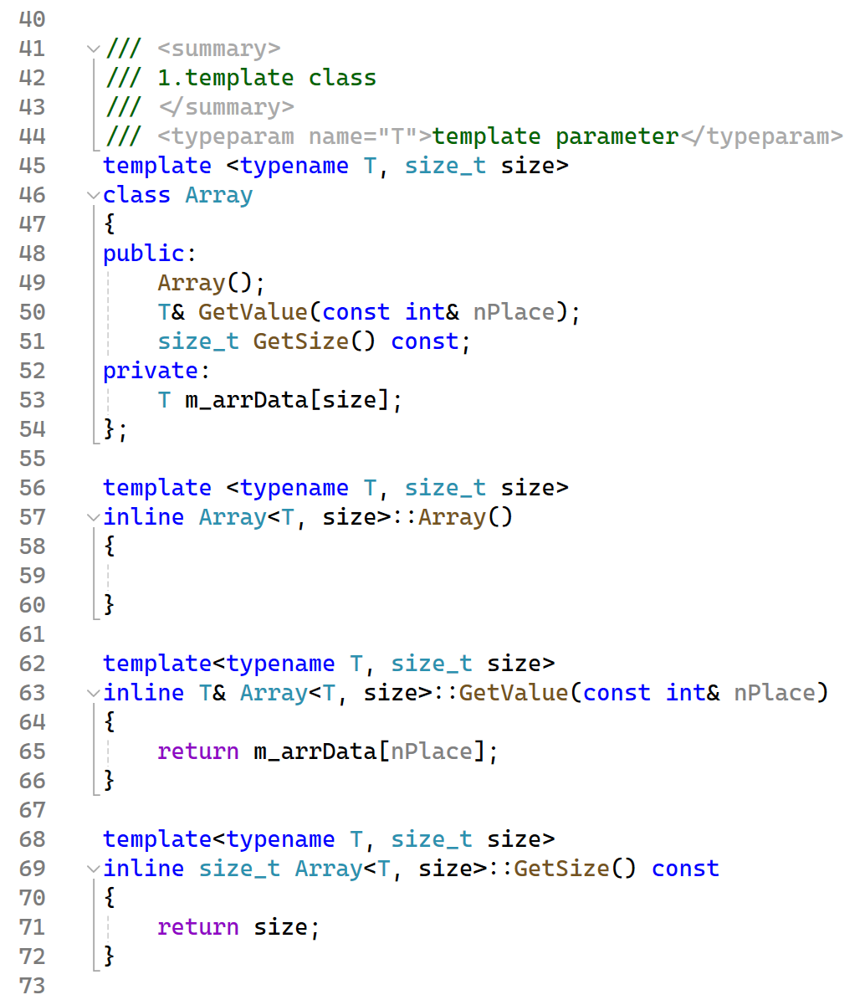 40
41 /// <summary>
42 /// 1.template class
43 /// </summary>
44 /// <typeparam name="T">template parameter</typeparam>
45 template <typename T, size_t size>
46 class Array
47 {
48 public:
49     Array();
50     T& GetValue(const int& nPlace);
51     size_t GetSize() const;
52 private:
53     T m_arrData[size];
54 };
55
56 template <typename T, size_t size>
57 inline Array<T, size>::Array()
58 {
59
60 }
61
62 template<typename T, size_t size>
63 inline T& Array<T, size>::GetValue(const int& nPlace)
64 {
65     return m_arrData[nPlace];
66 }
67
68 template<typename T, size_t size>
69 inline size_t Array<T, size>::GetSize() const
70 {
71     return size;
72 }
73